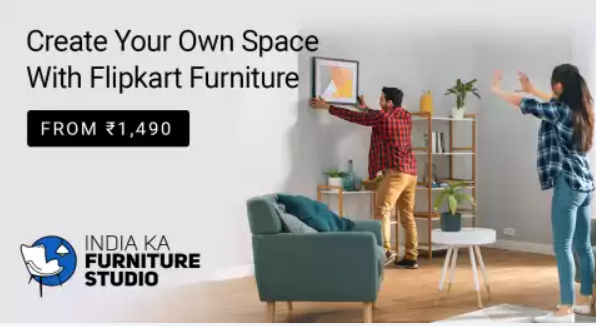 Create Your Own Space
With Flipkart Furniture
FROM ₹1,490
INDIA KA
FURNITURE
STUDIO